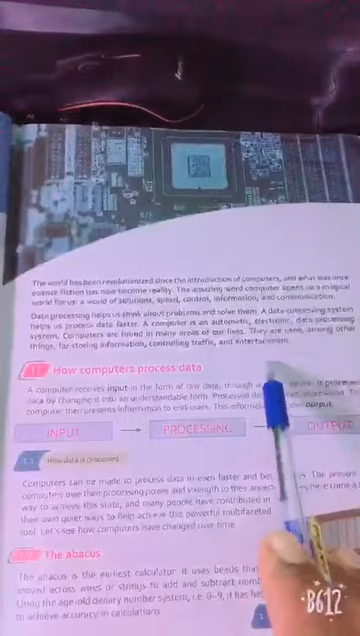 The world has been revolutionized since the introduction of computers, and what was once
science fiction has now become reality. The amazing word computer opens up a magical
world for us: a world of solutions, speed, control, information, and communication.
Data processing helps us think about problems and solve them. A data-processing system
helps us process data faster. A computer is an automatic, electronic, data processing
system. Computers are found in many areas of our lives. They are used, among other
things, for storing information, controlling traffic, and entertainment.
How computers process data
A computer receives input in the form of raw data, through
data by changing it into an understandable form. Processed
computer then presents information to end-users. This output.
INPUT → PROCESSING → OUTPUT
1.1 How data is processed
Computers can be made to process data in even faster and
computers owe their processing power and strength to their
way to achieve this state, and many people have contributed in
their own quiet ways to help achieve this powerful multifaceted
tool. Let's see how computers have changed over time.
The abacus
The abacus is the earliest calculator. It uses beads that
moved across wires or strings to add and subtract
Using the age-old denary number system, i.e. 0-9, it has
to achieve accuracy in calculations.
1
B612